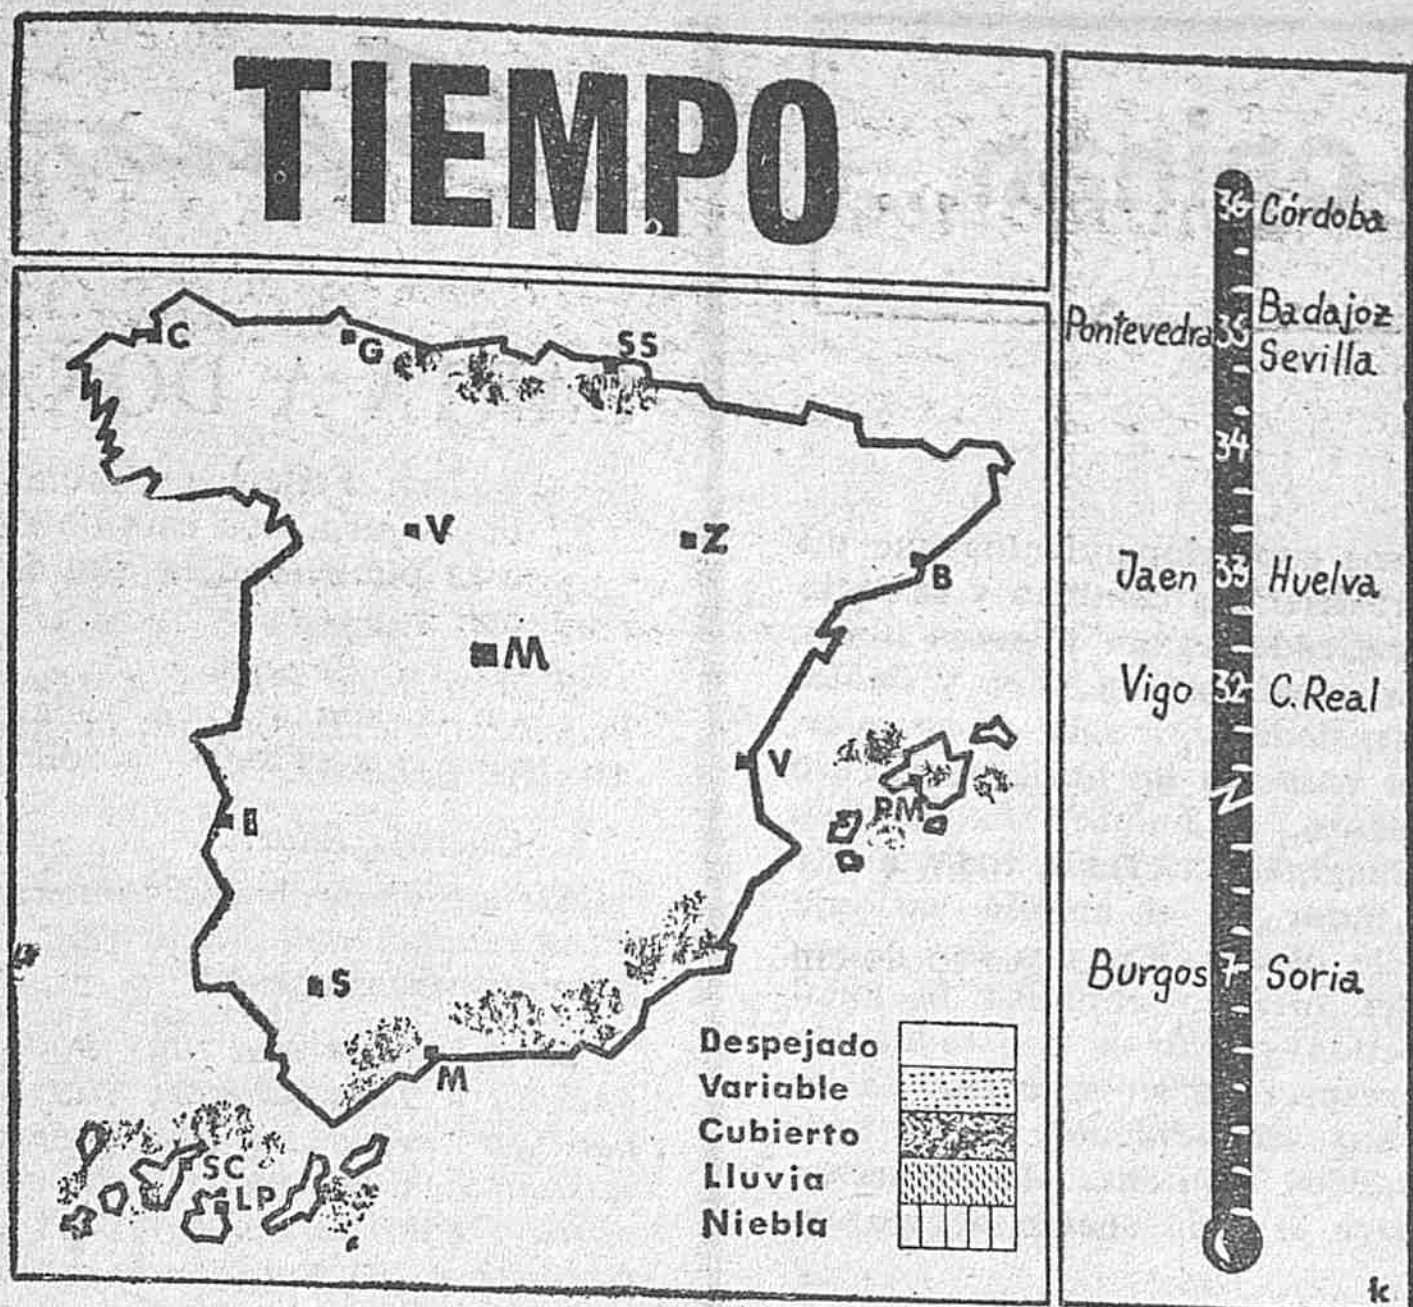 TIEMPO
C
G
SS
V
Z
B
M
V
PM
I
S
M
SC
LP
Despejado
Variable
Cubierto
Lluvia
Niebla
36 Córdoba
Pontevedra 35 Badajoz
Sevilla
34
Jaen 33 Huelva
Vigo 32 C.Real
Burgos 7 Soria
k